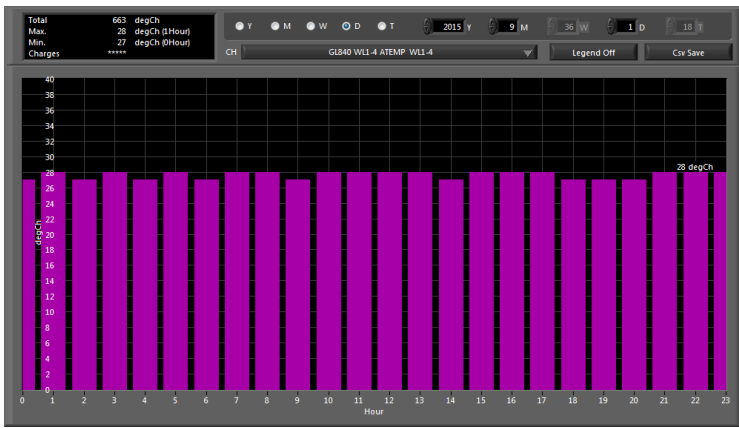 Total 663 degCh
Max. 28 degCh (1Hour)
Min. 27 degCh (0Hour)
Charges *****
Y M W D T 2015 Y 9 M 36 W 1 D 18 T
CH GL840 WL1-4 ATEMP WL1-4 Legend Off Csv Save
40
38
36
34
32
30
28 degCh
28
26
24
22
20
18
16
14
12
10
8
6
4
2
0
degCh
0 1 2 3 4 5 6 7 8 9 10 11 12 13 14 15 16 17 18 19 20 21 22 23
Hour